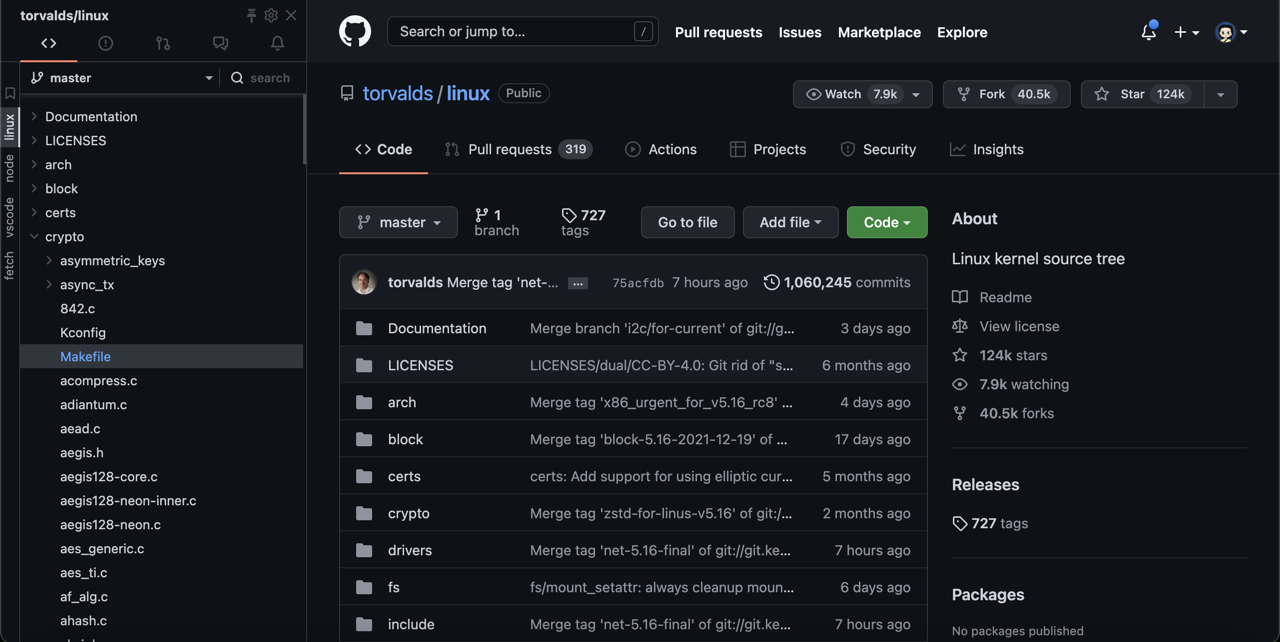 torvalds/linux
master
search
linux
node
vscode
fetch
Documentation
LICENSES
arch
block
certs
crypto
asymmetric_keys
async_tx
842.c
Kconfig
Makefile
acompress.c
adiantum.c
aead.c
aegis.h
aegis128-core.c
aegis128-neon-inner.c
aegis128-neon.c
aes_generic.c
aes_ti.c
af_alg.c
ahash.c
Search or jump to... /
Pull requests Issues Marketplace Explore
torvalds / linux Public
Watch 7.9k Fork 40.5k Star 124k
Code Pull requests 319 Actions Projects Security Insights
master 1 branch 727 tags Go to file Add file Code
torvalds Merge tag 'net-... ... 75acfdb 7 hours ago 1,060,245 commits
Documentation Merge branch 'i2c/for-current' of git://g... 3 days ago
LICENSES LICENSES/dual/CC-BY-4.0: Git rid of "s... 6 months ago
arch Merge tag 'x86_urgent_for_v5.16_rc8' ... 4 days ago
block Merge tag 'block-5.16-2021-12-19' of ... 17 days ago
certs certs: Add support for using elliptic cur... 5 months ago
crypto Merge tag 'zstd-for-linus-v5.16' of git:/... 2 months ago
drivers Merge tag 'net-5.16-final' of git://git.ke... 7 hours ago
fs fs/mount_setattr: always cleanup moun... 6 days ago
include Merge tag 'net-5.16-final' of git://git.ke... 7 hours ago
About
Linux kernel source tree
Readme
View license
124k stars
7.9k watching
40.5k forks
Releases
727 tags
Packages
No packages published